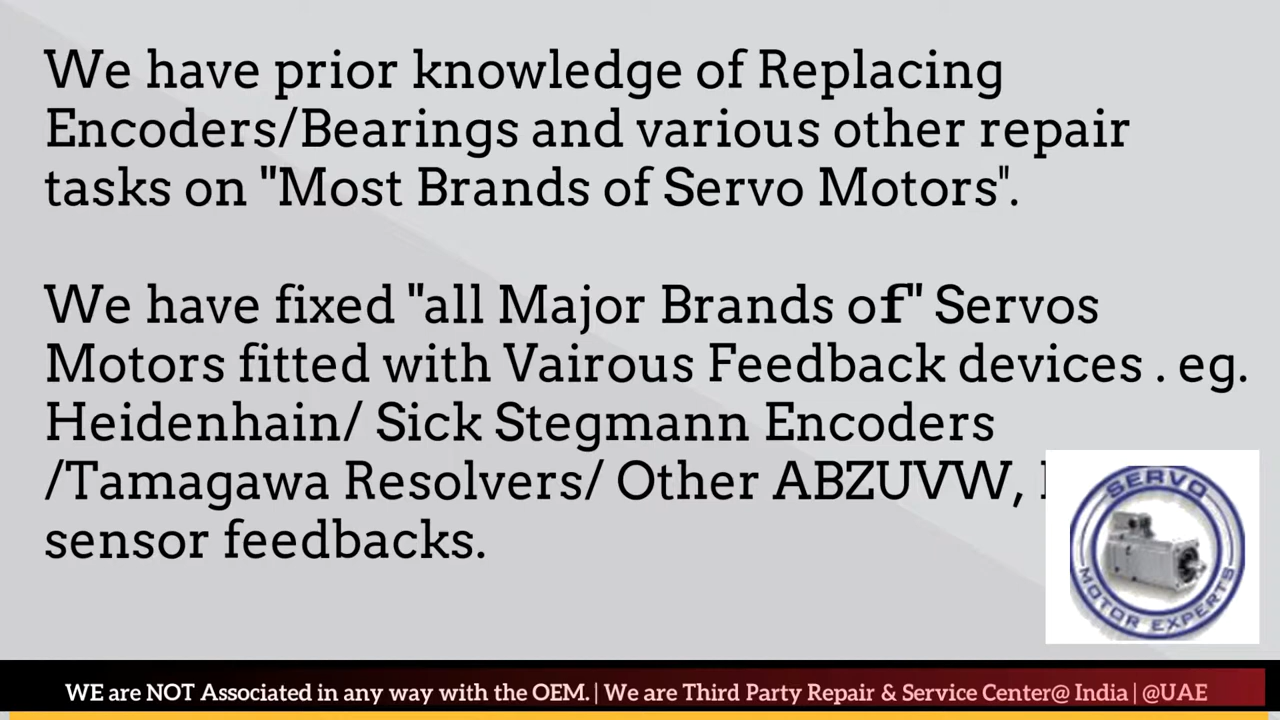 We have prior knowledge of Replacing
Encoders/Bearings and various other repair
tasks on "Most Brands of Servo Motors".
We have fixed "all Major Brands of" Servos
Motors fitted with Vairous Feedback devices . eg.
Heidenhain/ Sick Stegmann Encoders
/Tamagawa Resolvers/ Other ABZUVW,
sensor feedbacks.
SERVO
MOTOR EXPERTS
WE are NOT Associated in any way with the OEM. | We are Third Party Repair & Service Center@ India | @UAE